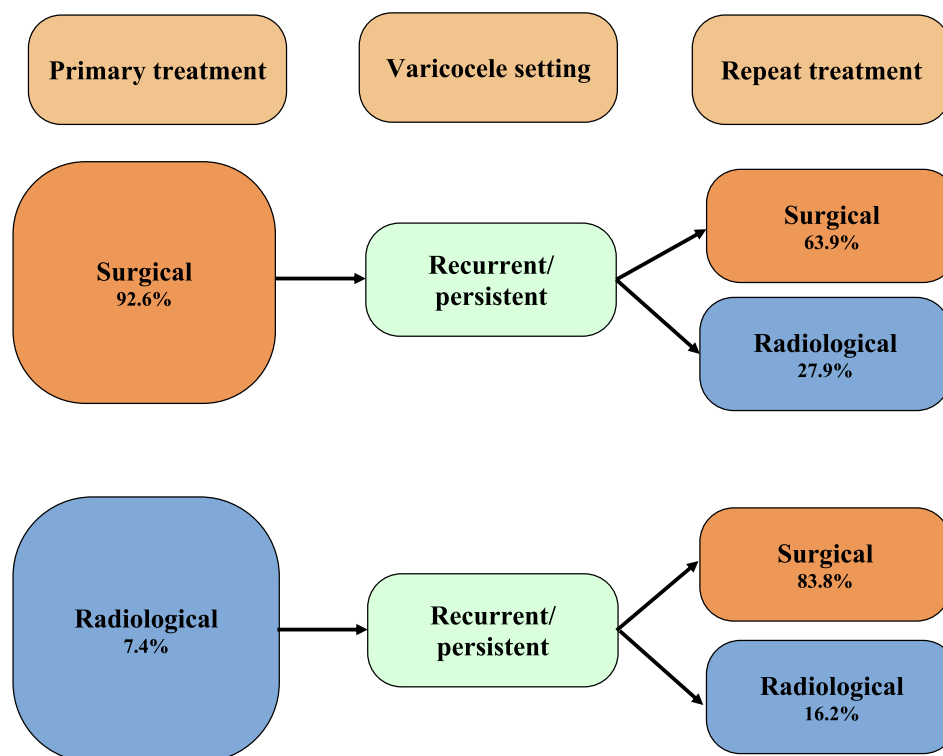 Primary treatment
Varicocele setting
Repeat treatment
Surgical
92.6%
Recurrent/
persistent
Surgical
63.9%
Radiological
27.9%
Radiological
7.4%
Recurrent/
persistent
Surgical
83.8%
Radiological
16.2%